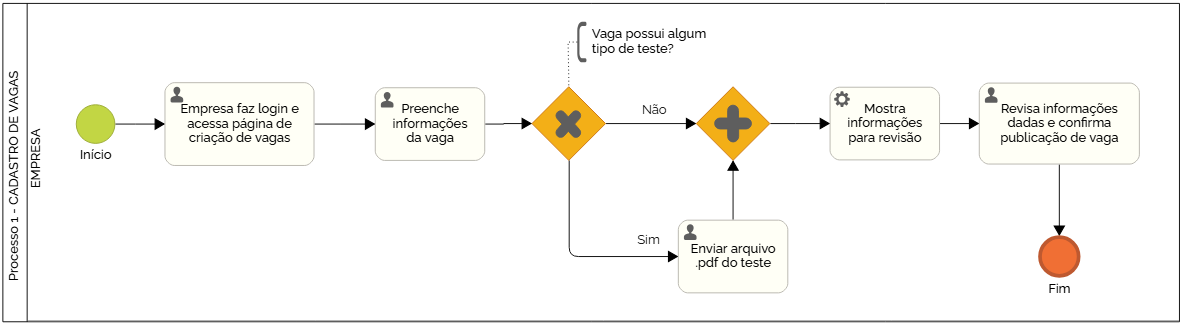 Processo 1 - CADASTRO DE VAGAS
EMPRESA
Início
Empresa faz login e
acessa página de
criação de vagas
Preenche
informações
da vaga
Vaga possui algum
tipo de teste?
Não
Sim
Enviar arquivo
.pdf do teste
Mostra
informações
para revisão
Revisa informações
dadas e confirma
publicação de vaga
Fim